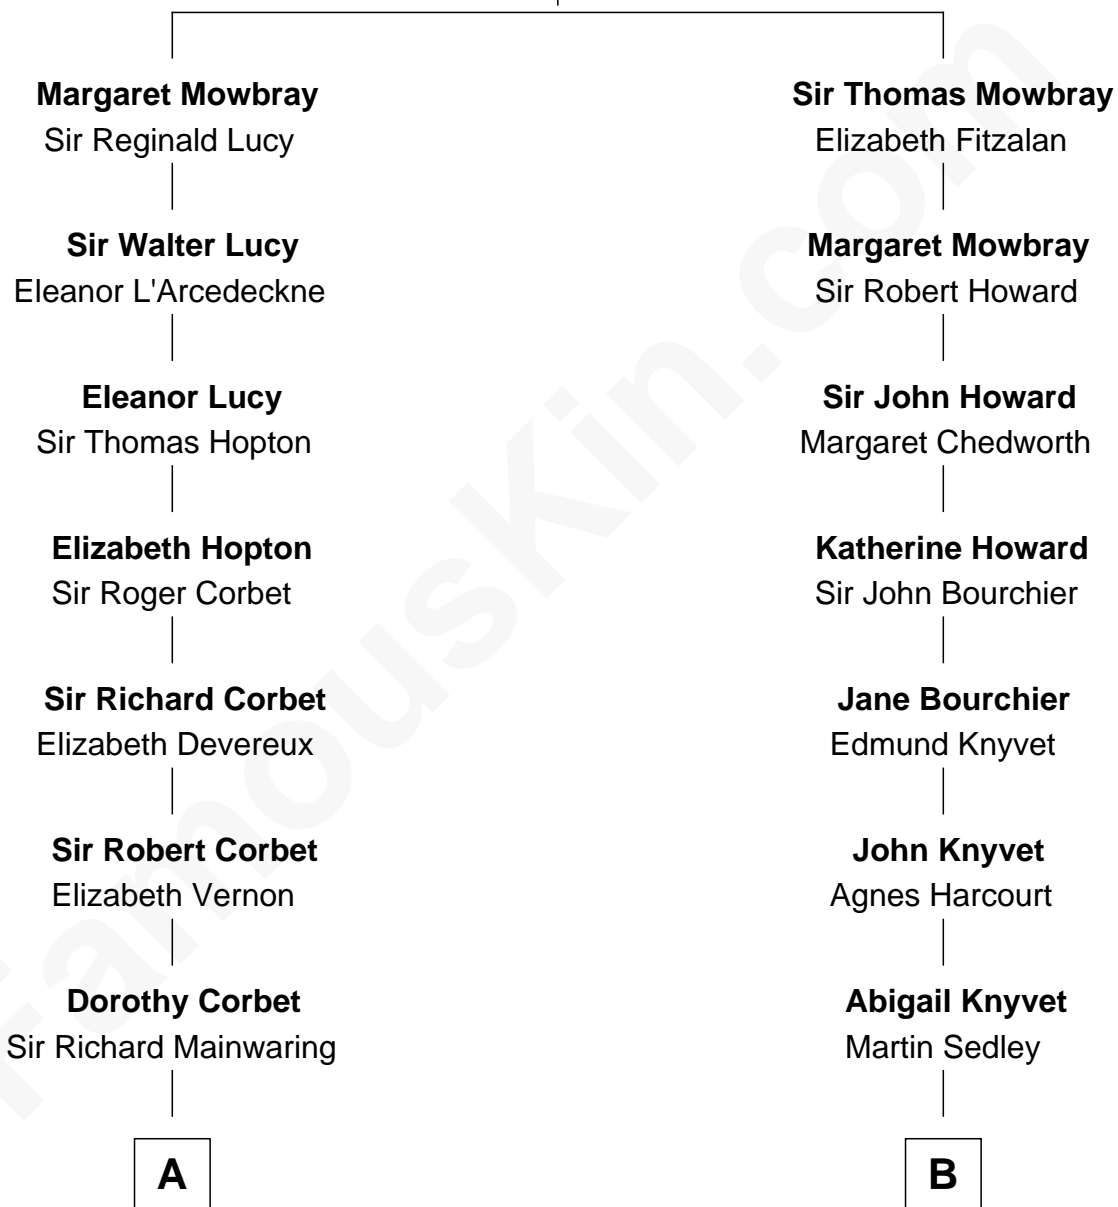 Margaret Mowbray
Sir Reginald Lucy
Sir Walter Lucy
Eleanor L'Arcedeckne
Eleanor Lucy
Sir Thomas Hopton
Elizabeth Hopton
Sir Roger Corbet
Sir Richard Corbet
Elizabeth Devereux
Sir Robert Corbet
Elizabeth Vernon
Dorothy Corbet
Sir Richard Mainwaring
A
Sir Thomas Mowbray
Elizabeth Fitzalan
Margaret Mowbray
Sir Robert Howard
Sir John Howard
Margaret Chedworth
Katherine Howard
Sir John Bourchier
Jane Bourchier
Edmund Knyvet
John Knyvet
Agnes Harcourt
Abigail Knyvet
Martin Sedley
B
FamousKin.com